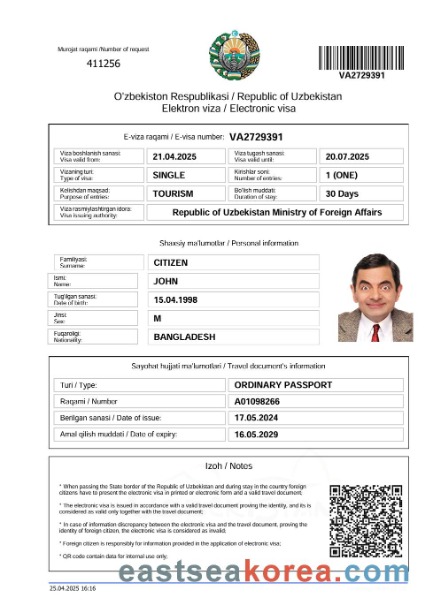 Murojat raqami /Number of request
411256
VA2729391
O'zbekiston Respublikasi / Republic of Uzbekistan
Elektron viza / Electronic visa
E-viza raqami / E-visa number: VA2729391
Viza boshlanish sanasi:
Visa valid from:
21.04.2025
Viza tugash sanasi:
Visa valid until:
20.07.2025
Vizaning turi:
Type of visa:
SINGLE
Kirishlar soni:
Number of entries:
1 (ONE)
Kelishdan maqsad:
Purpose of entries:
TOURISM
Bo'lish muddati:
Duration of stay:
30 Days
Viza rasmiylashtirgan idora:
Visa issuing authority:
Republic of Uzbekistan Ministry of Foreign Affairs
Shaxsiy ma'lumotlar / Personal information
Familiyasi:
Surname:
CITIZEN
Ismi:
Name:
JOHN
Tug'ilgan sanasi:
Date of birth:
15.04.1998
Jinsi:
Sex:
M
Fuqaroligi:
Nationality:
BANGLADESH
Sayohat hujjati ma'lumotlari / Travel document's information
Turi / Type:
ORDINARY PASSPORT
Raqami / Number
A01098266
Berilgan sanasi / Date of issue:
17.05.2024
Amal qilish muddati / Date of expiry:
16.05.2029
Izoh / Notes
* When passing the State border of the Republic of Uzbekistan and during stay in the country foreign
citizens have to present the electronic visa in printed or electronic form and a valid travel document;
* The electronic visa is issued in accordance with a valid travel document proving the identity, and its is
considered as valid only together with the travel document;
* In case of information discrepancy between the electronic visa and the travel document, proving the
identity of foreign citizen, the electronic visa is considered as invalid;
* Foreign citizen is responsibly for information provided in the application of electronic visa;
* QR code contain data for internal use only;
eastseakorea.com
25.04.2025 16:16